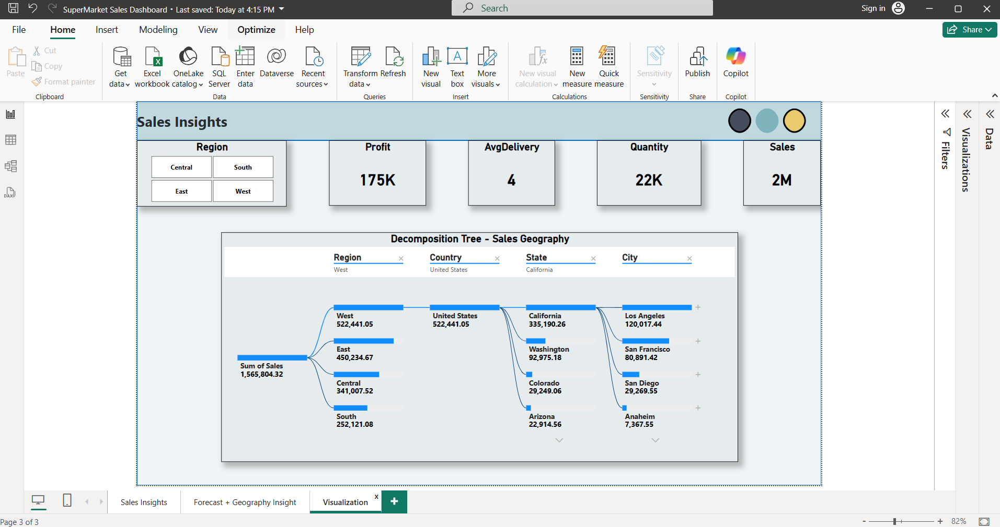 SuperMarket Sales Dashboard • Last saved: Today at 4:15 PM
Search
Sign in
File Home Insert Modeling View Optimize Help
Share
Paste
Cut
Copy
Format painter
Clipboard
Get data
Excel workbook
OneLake catalog
SQL Server
Enter data
Dataverse
Recent sources
Data
Transform data
Refresh
Queries
New visual
Text box
More visuals
Insert
New visual calculation
New measure
Quick measure
Calculations
Sensitivity
Sensitivity
Publish
Share
Copilot
Copilot
DAX
Sales Insights
Region
Central South
East West
Profit
175K
AvgDelivery
4
Quantity
22K
Sales
2M
Filters
Visualizations
Data
Decomposition Tree - Sales Geography
Region Country State City
West United States California
Sum of Sales
1,565,804.32
West
522,441.05
East
450,234.67
Central
341,007.52
South
252,121.08
United States
522,441.05
California
335,190.26
Washington
92,975.18
Colorado
29,249.06
Arizona
22,914.56
Los Angeles
120,017.44
San Francisco
80,891.42
San Diego
29,269.55
Anaheim
7,367.55
Sales Insights Forecast + Geography Insight Visualization x +
Page 3 of 3
- + 82%